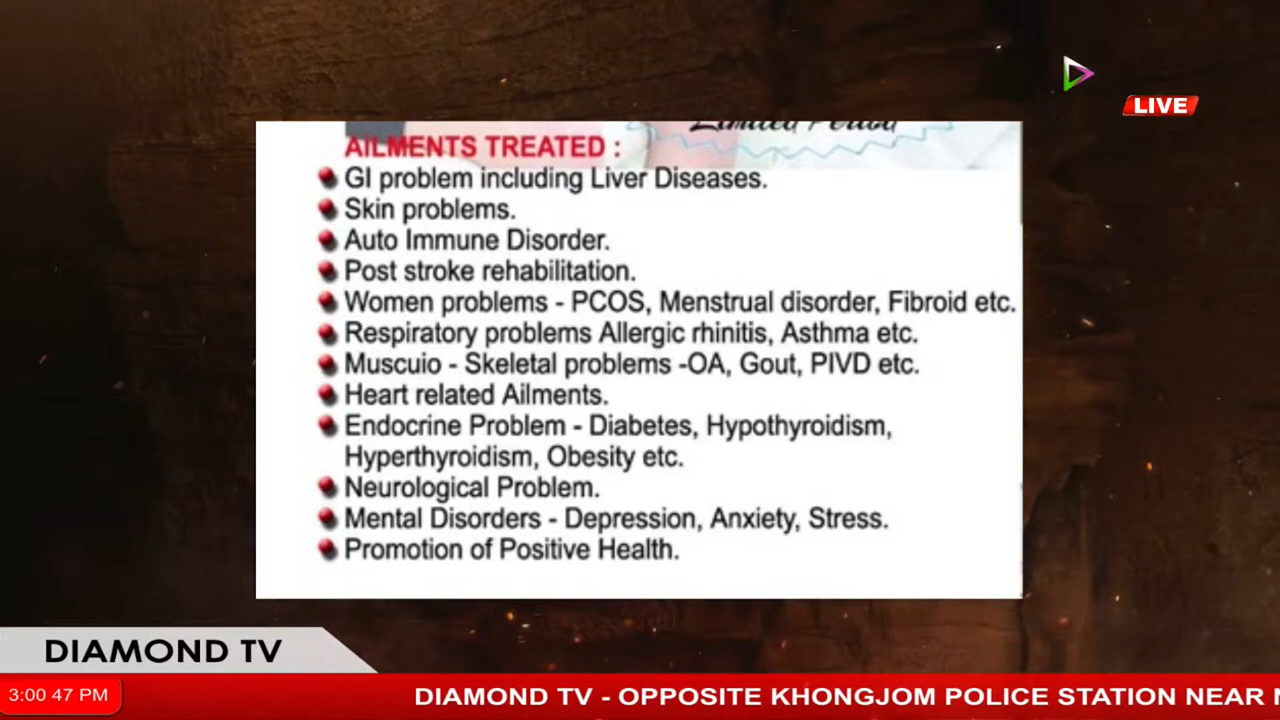 LIVE
Limited Period
AILMENTS TREATED :
GI problem including Liver Diseases.
Skin problems.
Auto Immune Disorder.
Post stroke rehabilitation.
Women problems - PCOS, Menstrual disorder, Fibroid etc.
Respiratory problems Allergic rhinitis, Asthma etc.
Muscuio - Skeletal problems -OA, Gout, PIVD etc.
Heart related Ailments.
Endocrine Problem - Diabetes, Hypothyroidism,
Hyperthyroidism, Obesity etc.
Neurological Problem.
Mental Disorders - Depression, Anxiety, Stress.
Promotion of Positive Health.
DIAMOND TV
3:00 47 PM
DIAMOND TV - OPPOSITE KHONGJOM POLICE STATION NEAR